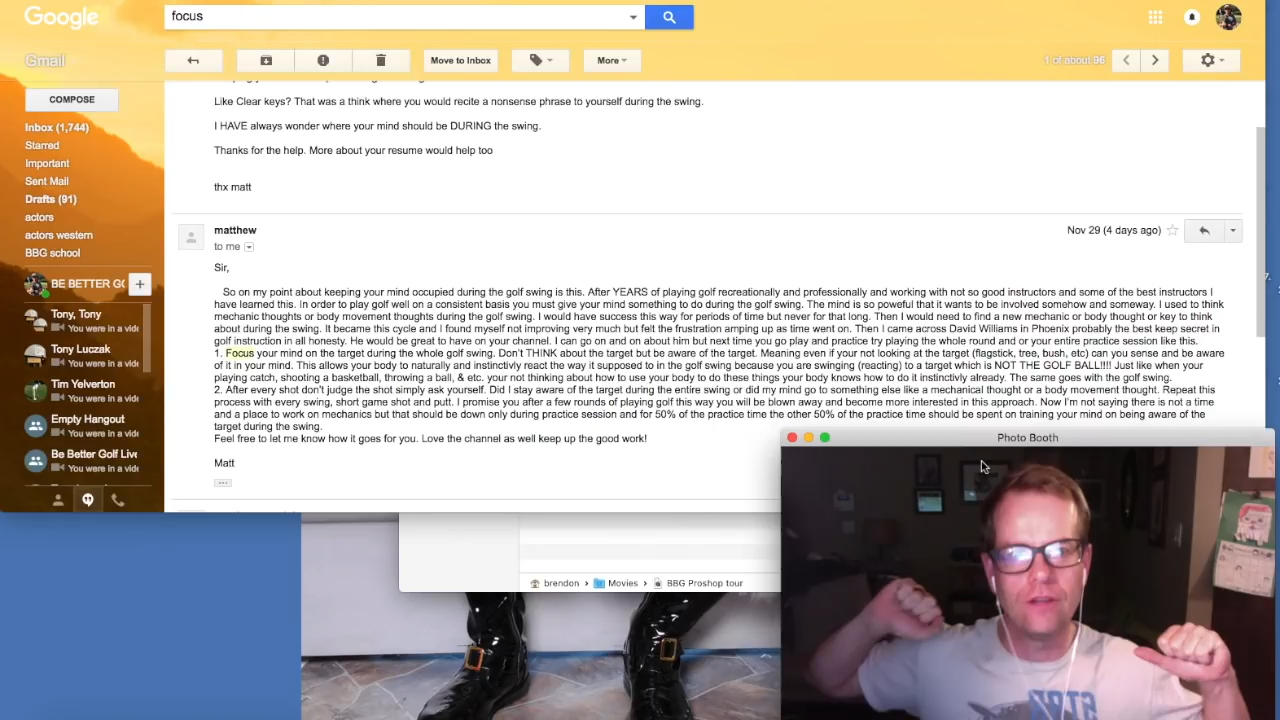 Google
focus
Gmail
Move to Inbox
More
1 of about 96
COMPOSE
Like Clear keys? That was a think where you would recite a nonsense phrase to yourself during the swing.
Inbox (1,744)
I HAVE always wonder where your mind should be DURING the swing.
Starred
Important
Thanks for the help. More about your resume would help too
Sent Mail
thx matt
Drafts (91)
actors
actors western
BBG school
matthew
Nov 29 (4 days ago)
to me
Sir,
BE BETTER GO
So on my point about keeping your mind occupied during the golf swing is this. After YEARS of playing golf recreationally and professionally and working with not so good instructors and some of the best instructors I
have learned this. In order to play golf well on a consistent basis you must give your mind something to do during the golf swing. The mind is so powerful that it wants to be involved somehow and someway. I used to think
mechanic thoughts or body movement thoughts during the golf swing. I would have success this way for periods of time but never for that long. Then I would need to find a new mechanic or body thought or key to think
about during the swing. It became this cycle and I found myself not improving very much but felt the frustration amping up as time went on. Then I came across David Williams in Phoenix probably the best keep secret in
golf instruction in all honesty. He would be great to have on your channel. I can go on and on about him but next time you go play and practice try playing the whole round and or your entire practice session like this.
1. Focus your mind on the target during the whole golf swing. Don't THINK about the target but be aware of the target. Meaning even if your not looking at the target (flagstick, tree, bush, etc) can you sense and be aware
of it in your mind. This allows your body to naturally and instinctivly react the way it supposed to in the golf swing because you are swinging (reacting) to a target which is NOT THE GOLF BALL!!!! Just like when your
playing catch, shooting a basketball, throwing a ball, & etc. your not thinking about how to use your body to do these things your body knows how to do it instinctivly already. The same goes with the golf swing.
2. After every shot don't judge the shot simply ask yourself. Did I stay aware of the target during the entire swing or did my mind go to something else like a mechanical thought or a body movement thought. Repeat this
process with every swing, short game shot and putt. I promise you after a few rounds of playing golf this way you will be blown away and become more interested in this approach. Now I'm not saying there is not a time
and a place to work on mechanics but that should be down only during practice session and for 50% of the practice time the other 50% of the practice time should be spent on training your mind on being aware of the
target during the swing.
Feel free to let me know how it goes for you. Love the channel as well keep up the good work!
Matt
Tony, Tony
You were in a vide
Tony Luczak
You were in a vide
Tim Yelverton
You were in a vide
Empty Hangout
You were in a vide
Be Better Golf Live
You were in a vide
Photo Booth
brendon
Movies
BBG Proshop tour